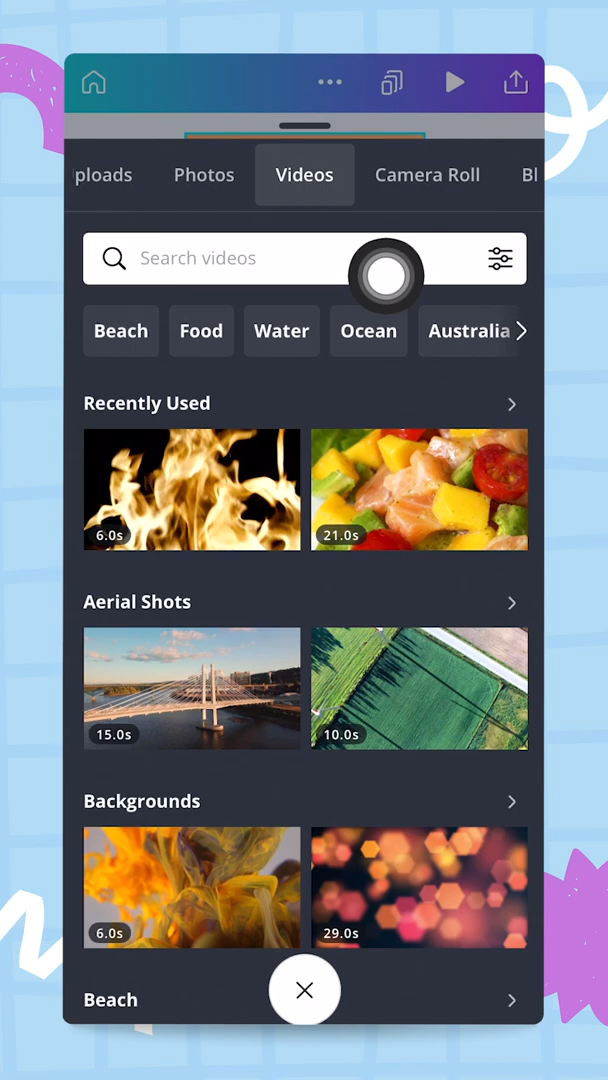 ploads
Photos
Videos
Camera Roll
Bl
Search videos
Beach
Food
Water
Ocean
Australia
Recently Used
6.0s
21.0s
Aerial Shots
15.0s
10.0s
Backgrounds
6.0s
29.0s
Beach